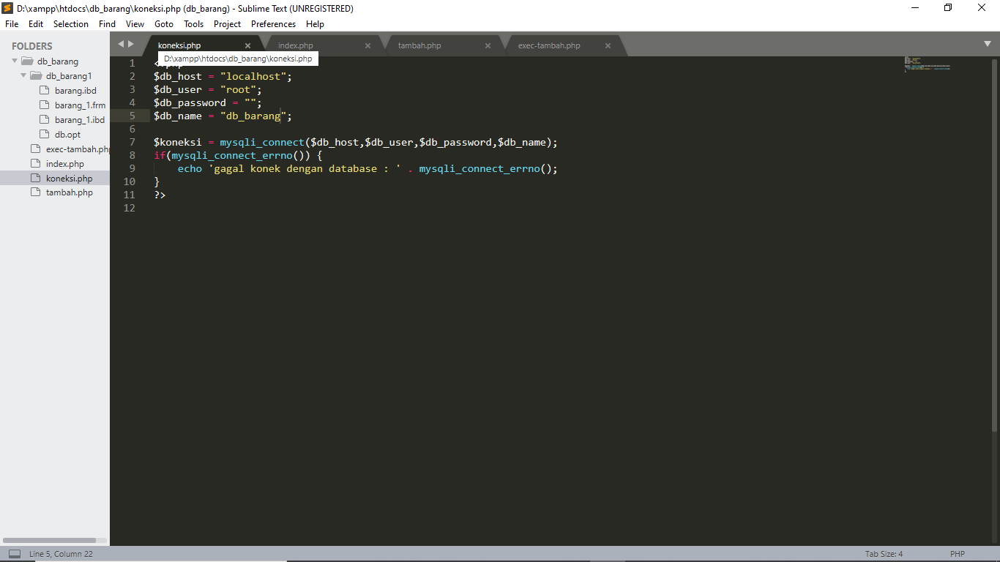 D:\xampp\htdocs\db_barang\koneksi.php (db_barang) - Sublime Text (UNREGISTERED)
File Edit Selection Find View Goto Tools Project Preferences Help
FOLDERS
db_barang
db_barang1
barang.ibd
barang_1.frm
barang_1.ibd
db.opt
exec-tambah.php
index.php
koneksi.php
tambah.php
koneksi.php index.php tambah.php exec-tambah.php
D:\xampp\htdocs\db_barang\koneksi.php
1
2 $db_host = "localhost";
3 $db_user = "root";
4 $db_password = "";
5 $db_name = "db_barang";
6
7 $koneksi = mysqli_connect($db_host,$db_user,$db_password,$db_name);
8 if(mysqli_connect_errno()) {
9 echo 'gagal konek dengan database : ' . mysqli_connect_errno();
10 }
11 ?>
12
Line 5, Column 22
Tab Size: 4
PHP